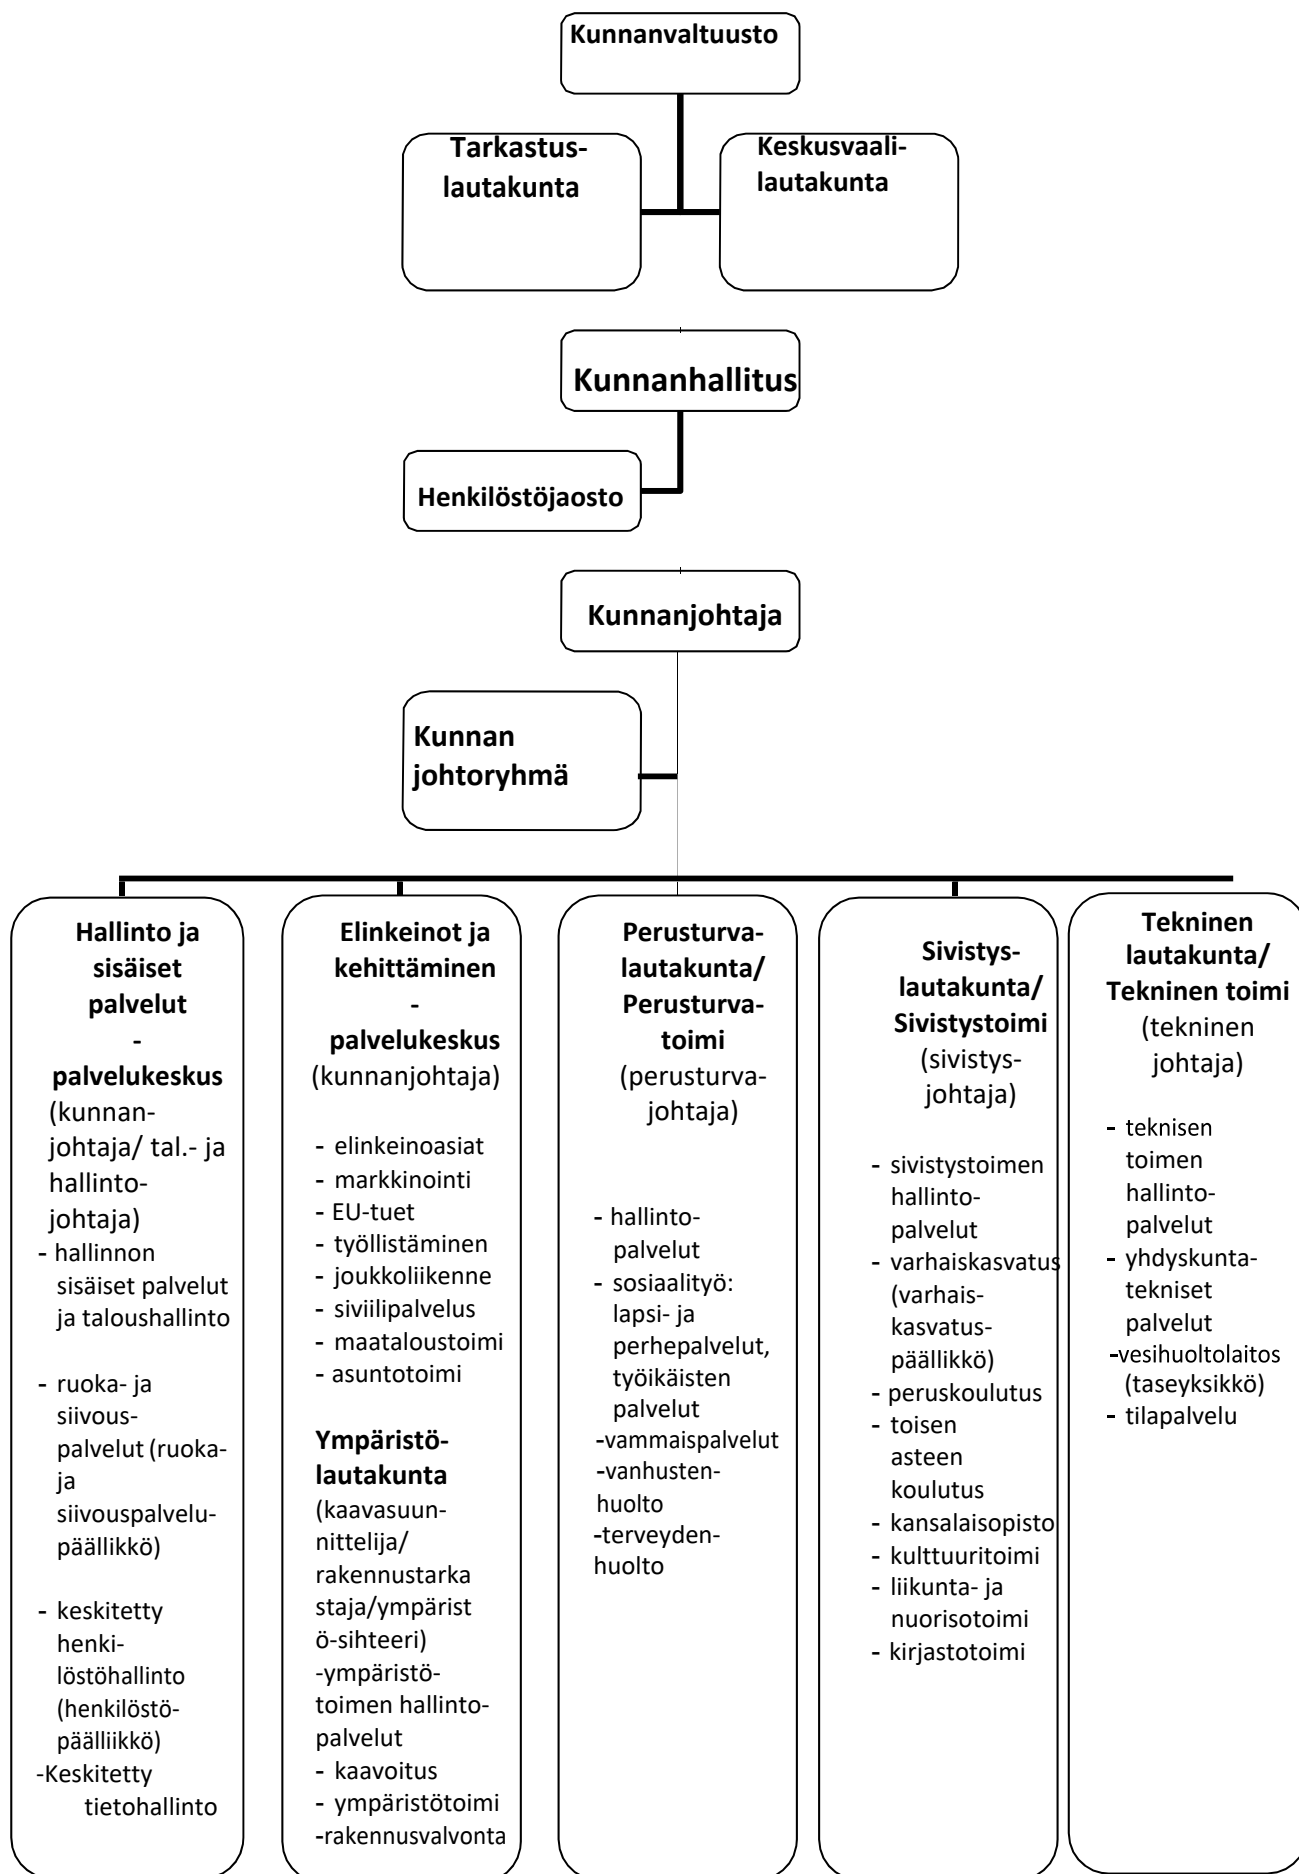 Kunnanvaltuusto
Tarkastus-
lautakunta
Keskusvaali-
lautakunta
Kunnanhallitus
Henkilöstöjaosto
Kunnanjohtaja
Kunnan
johtoryhmä
Hallinto ja
sisäiset
palvelut
-
palvelukeskus
(kunnan-
johtaja/ tal.- ja
hallinto-
johtaja)
- hallinnon
sisäiset palvelut
ja taloushallinto
- ruoka- ja
siivous-
palvelut (ruoka-
ja
siivouspalvelu-
päällikkö)
- keskitetty
henki-
löstöhallinto
(henkilöstö-
päälliikkö)
-Keskitetty
tietohallinto
Elinkeinot ja
kehittäminen
-
palvelukeskus
(kunnanjohtaja)
- elinkeinoasiat
- markkinointi
- EU-tuet
- työllistäminen
- joukkoliikenne
- siviilipalvelus
- maataloustoimi
- asuntotoimi
Ympäristö-
lautakunta
(kaavasuun-
nittelija/
rakennustarka
staja/ympärist
ö-sihteeri)
-ympäristö-
toimen hallinto-
palvelut
- kaavoitus
- ympäristötoimi
-rakennusvalvonta
Perusturva-
lautakunta/
Perusturva-
toimi
(perusturva-
johtaja)
- hallinto-
palvelut
- sosiaalityö:
lapsi- ja
perhepalvelut,
työikäisten
palvelut
-vammaispalvelut
-vanhusten-
huolto
-terveyden-
huolto
Sivistys-
lautakunta/
Sivistystoimi
(sivistys-
johtaja)
- sivistystoimen
hallinto-
palvelut
- varhaiskasvatus
(varhais-
kasvatus-
päällikkö)
- peruskoulutus
- toisen
asteen
koulutus
- kansalaisopisto
- kulttuuritoimi
- liikunta- ja
nuorisotoimi
- kirjastotoimi
Tekninen
lautakunta/
Tekninen toimi
(tekninen
johtaja)
- teknisen
toimen
hallinto-
palvelut
- yhdyskunta-
tekniset
palvelut
-vesihuoltolaitos
(taseyksikkö)
- tilapalvelu